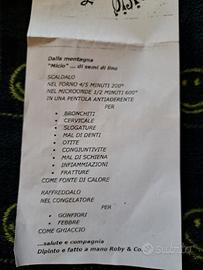 Dalla montagna
"Micio" ... di semi di lino
SCALDALO
NEL FORNO 4/5 MINUTI 200°
NEL MICROONDE 1/2 MINUTI 600°
IN UNA PENTOLA ANTIADERENTE
PER
• BRONCHITI
• CERVICALE
• SLOGATURE
• MAL DI DENTI
• OTITE
• CONGIUNTIVITE
• MAL DI SCHIENA
• INFIAMMAZIONI
• FRATTURE
COME FONTE DI CALORE
RAFFREDDALO
NEL CONGELATORE
PER
• GONFIORI
• FEBBRE
COME GHIACCIO
...salute e compagnia
Dipinto e fatto a mano Roby & Co.
Subito.it